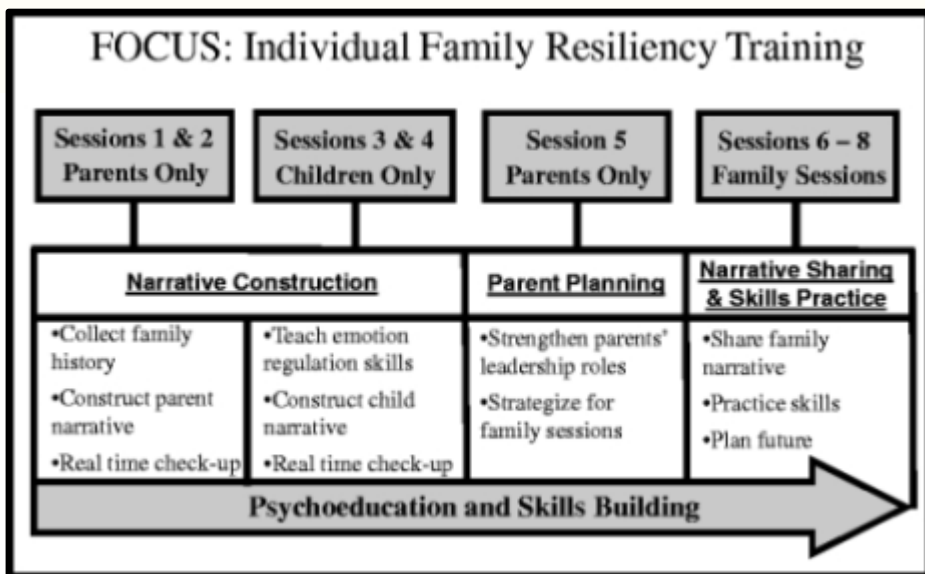 FOCUS: Individual Family Resiliency Training
Sessions 1 & 2
Parents Only
Sessions 3 & 4
Children Only
Session 5
Parents Only
Sessions 6 – 8
Family Sessions
Narrative Construction
Parent Planning
Narrative Sharing
& Skills Practice
•Collect family
history
•Construct parent
narrative
•Real time check-up
•Teach emotion
regulation skills
•Construct child
narrative
•Real time check-up
•Strengthen parents'
leadership roles
•Strategize for
family sessions
•Share family
narrative
•Practice skills
•Plan future
Psychoeducation and Skills Building